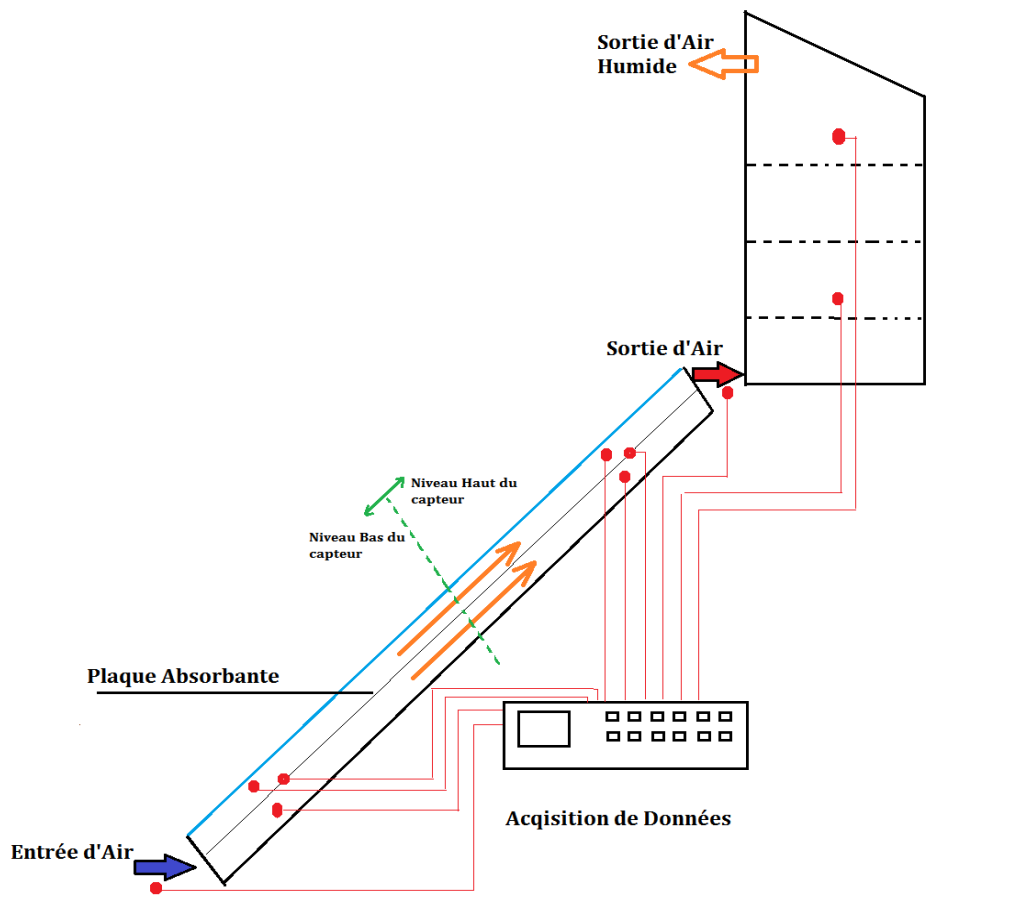 Sortie d'Air
Humide
Sortie d'Air
Niveau Haut du
capteur
Niveau Bas du
capteur
Plaque Absorbante
Acqisition de Données
Entrée d'Air